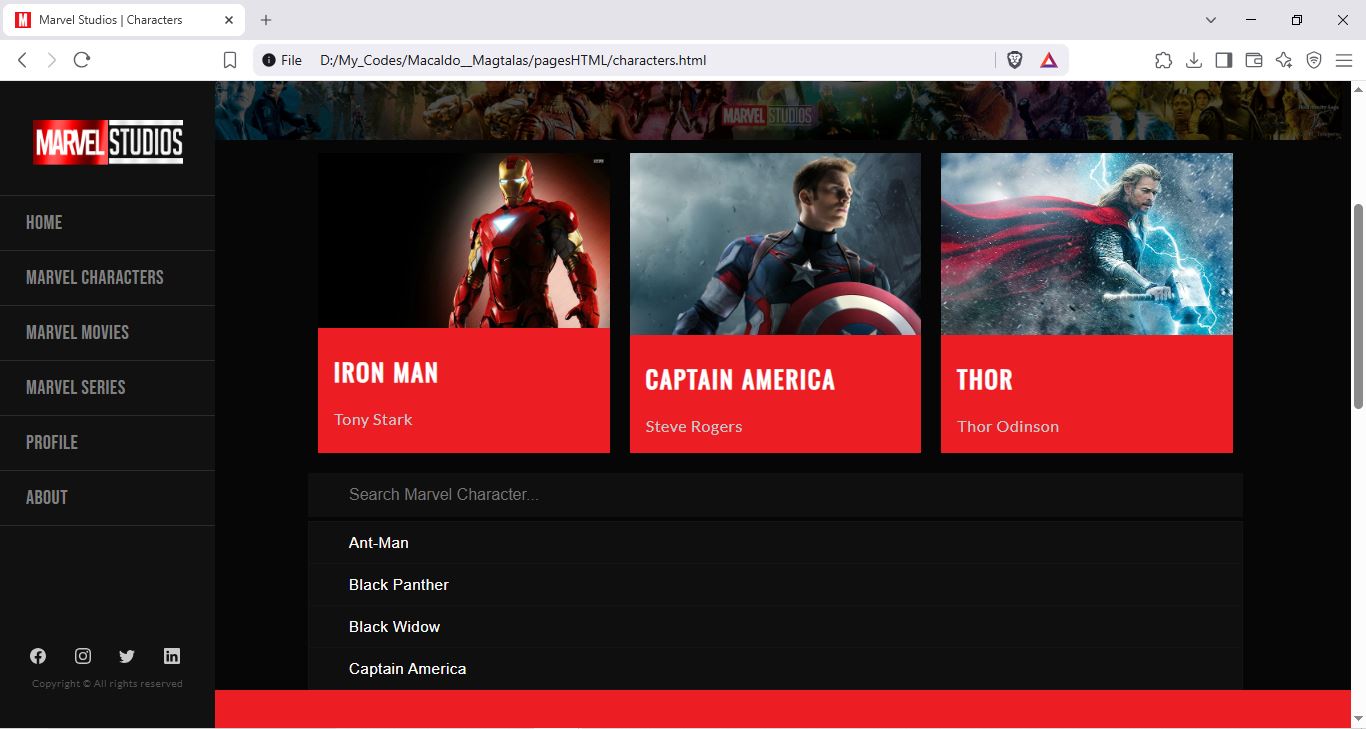 Marvel Studios | Characters
File D:/My_Codes/Macaldo__Magtalas/pagesHTML/characters.html
MARVEL STUDIOS
HOME
MARVEL CHARACTERS
MARVEL MOVIES
MARVEL SERIES
PROFILE
ABOUT
Copyright © All rights reserved
MARVEL STUDIOS
IRON MAN
Tony Stark
CAPTAIN AMERICA
Steve Rogers
THOR
Thor Odinson
Search Marvel Character...
Ant-Man
Black Panther
Black Widow
Captain America